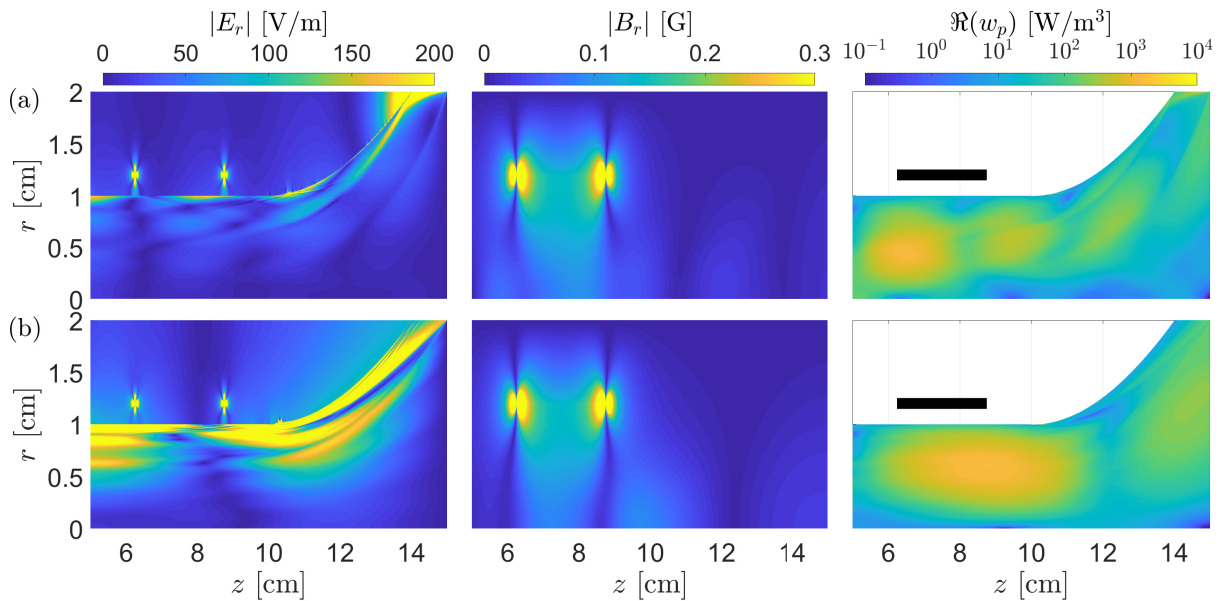 |E_r| [V/m]
0 50 100 150 200
|B_r| [G]
0 0.1 0.2 0.3
ℜ(w_p) [W/m³]
10⁻¹ 10⁰ 10¹ 10² 10³ 10⁴
(a)
2
1.5
1
0.5
0
r [cm]
(b)
2
1.5
1
0.5
0
r [cm]
6 8 10 12 14
z [cm]
6 8 10 12 14
z [cm]
6 8 10 12 14
z [cm]